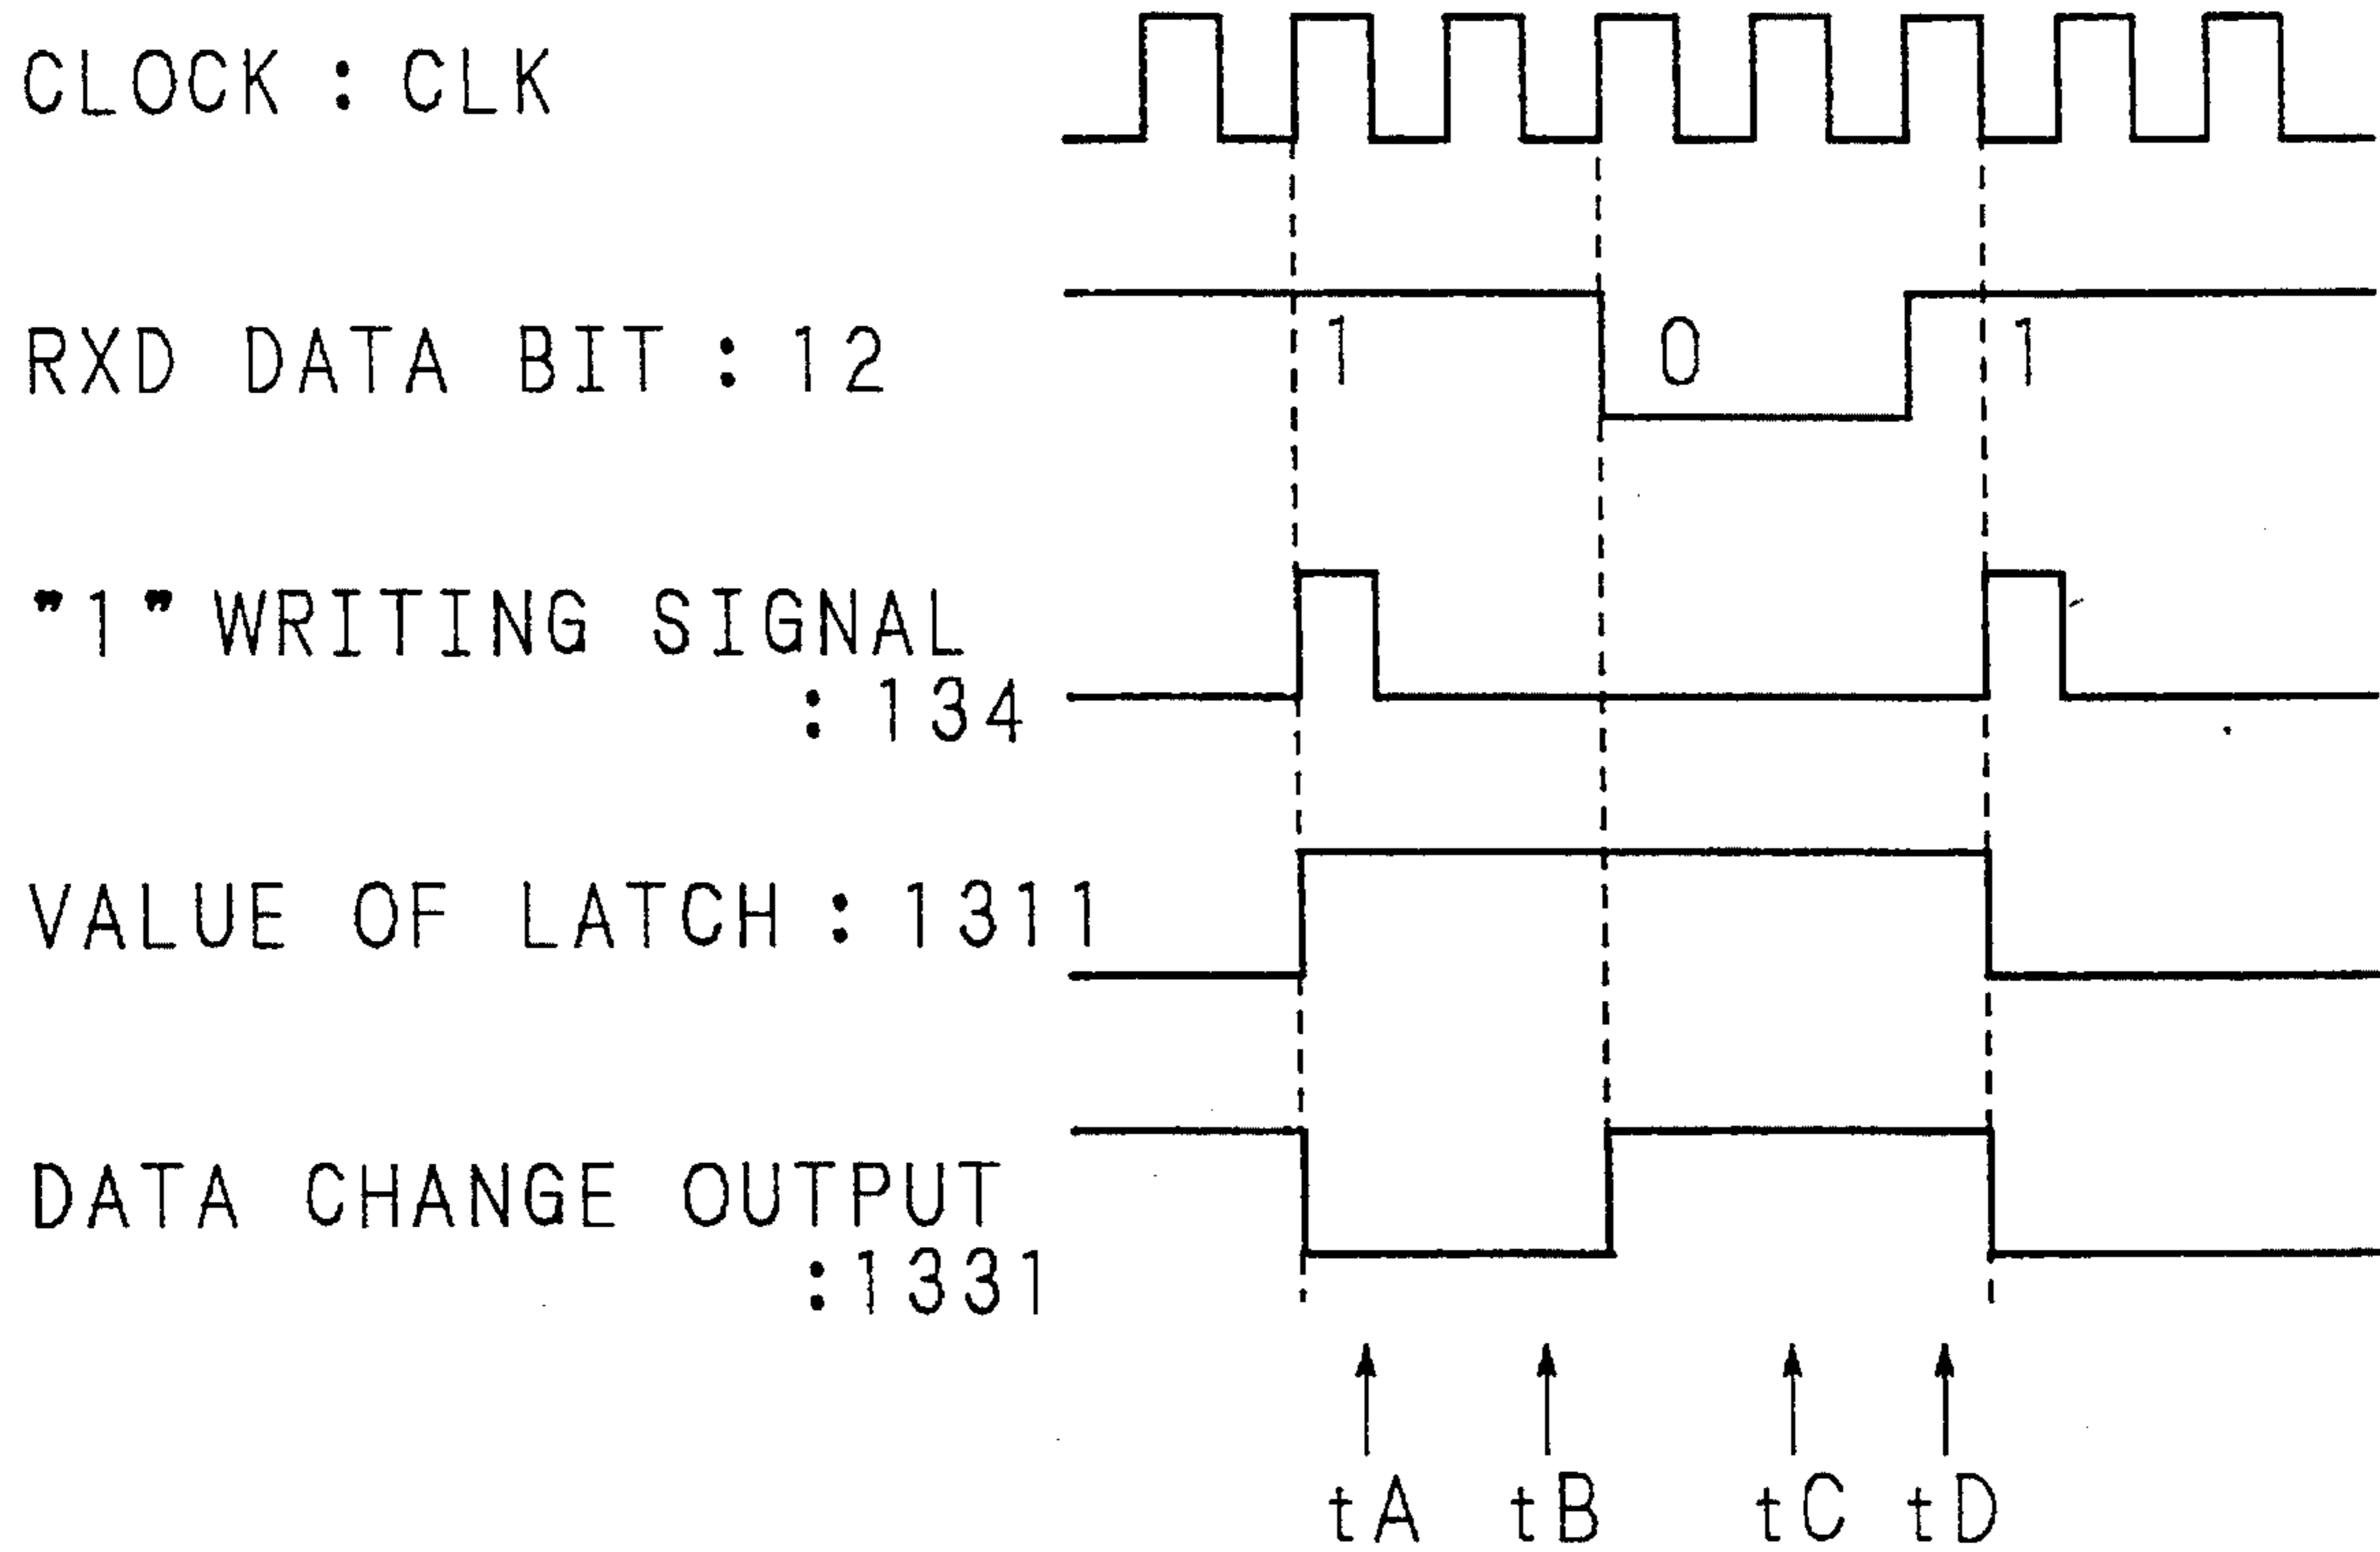 CLOCK : CLK
RXD DATA BIT : 12
1 0 1
"1" WRITING SIGNAL
: 134
VALUE OF LATCH : 1311
DATA CHANGE OUTPUT
: 1331
tA tB tC tD